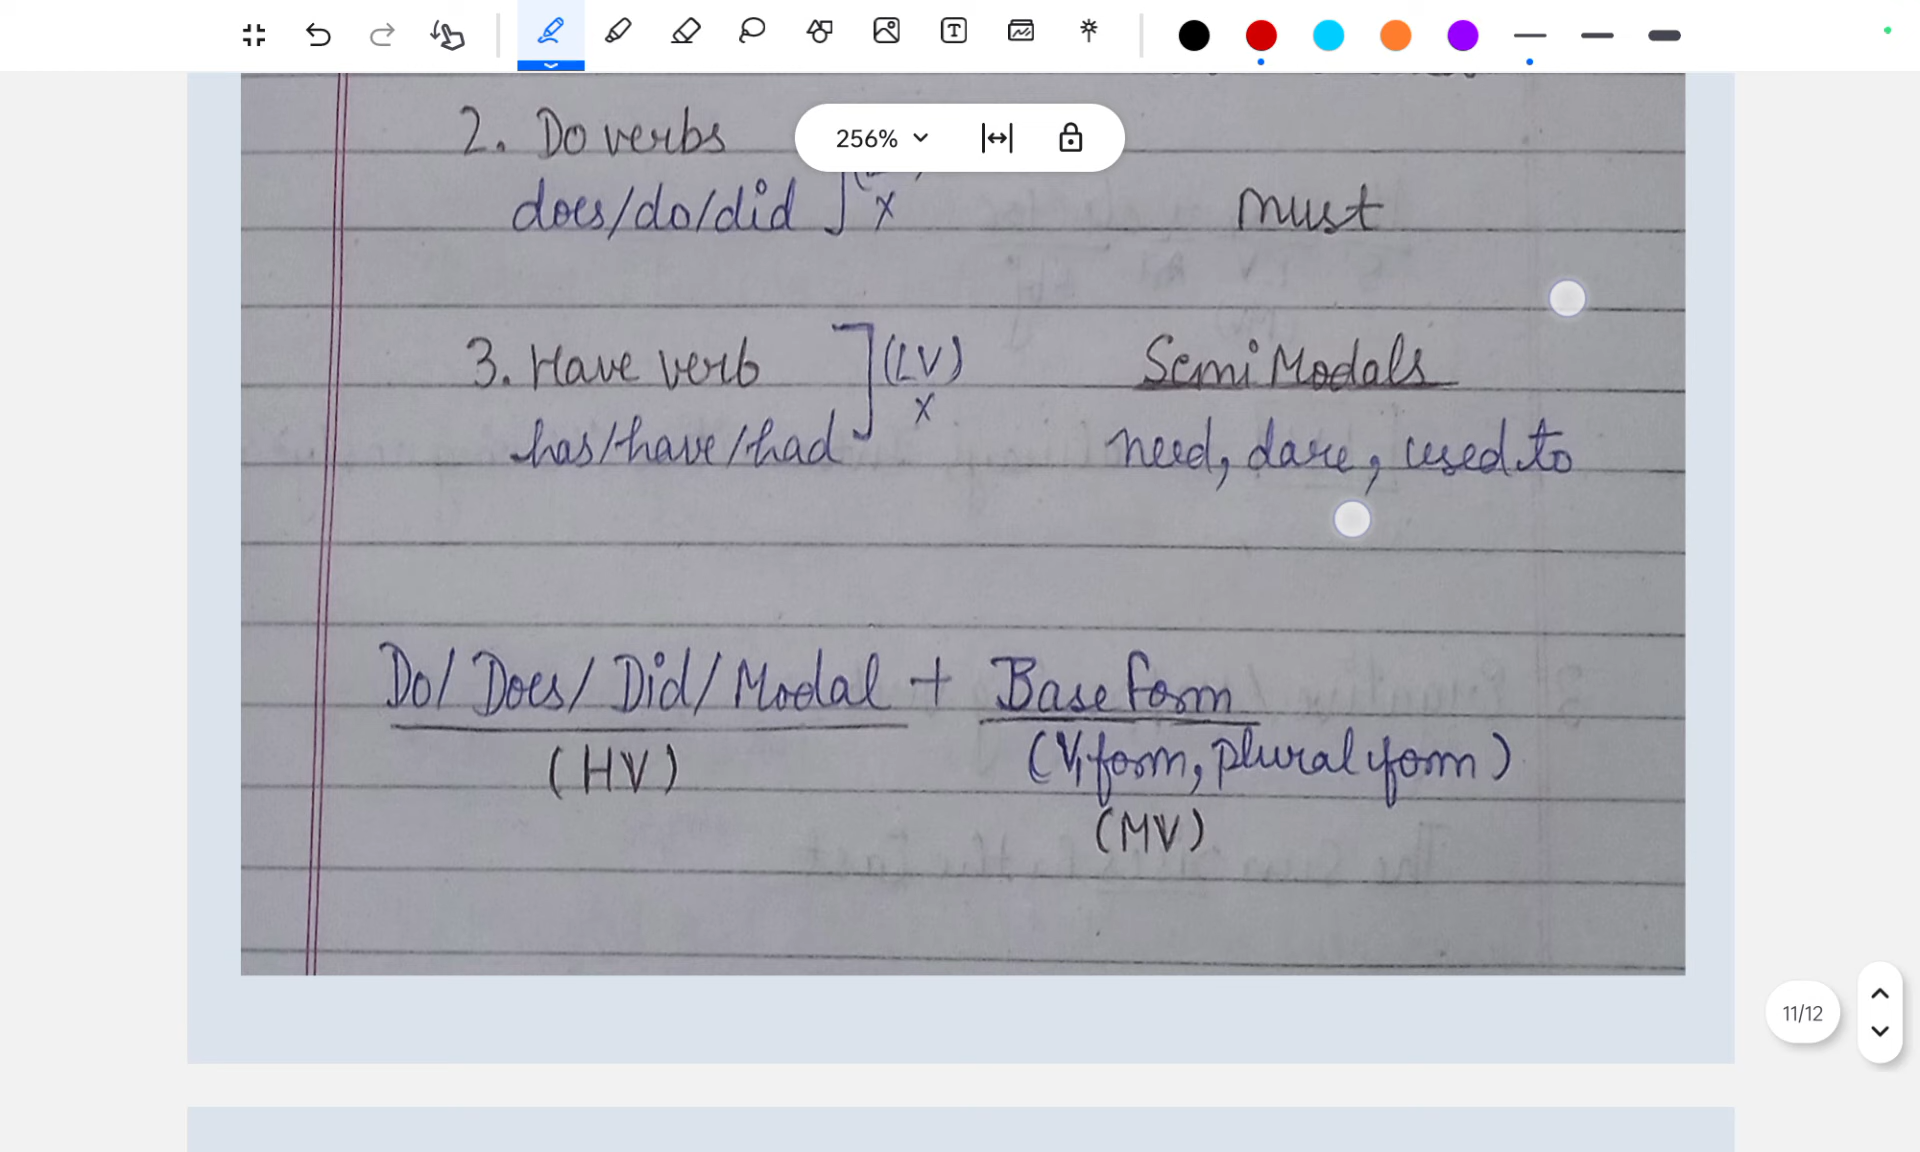 256%
2. Do verbs
does/do/did ] x
must
3. Have verb ] (LV)
has/have/had x
Semi Modals
need, dare, used to
Do/ Does/ Did/ Modal + Base form
(HV)
(V1 form, plural form)
(MV)
11/12